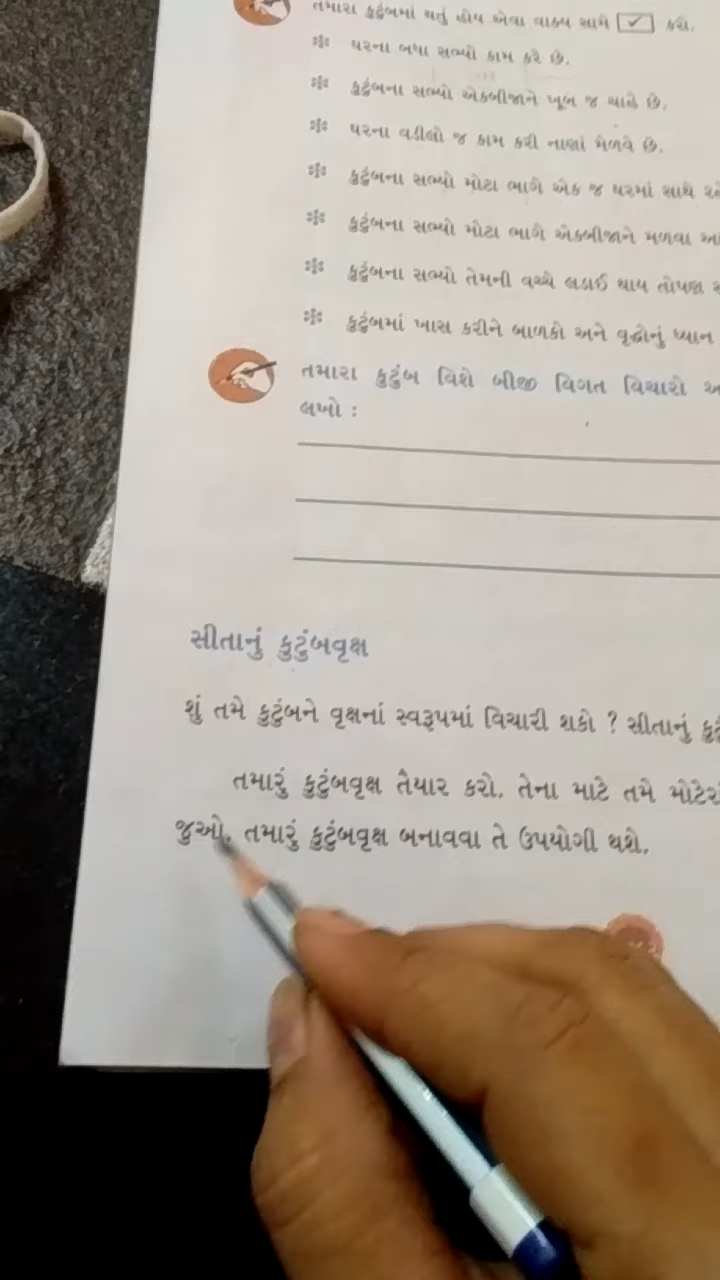 તમારા કુટુંબમાં થતું હોય એવા વાક્ય સામે ✓ કરો.
ઘરના બધા સભ્યો કામ કરે છે.
કુટુંબના સભ્યો એકબીજાને ખૂબ જ ચાહે છે.
ઘરના વડીલો જ કામ કરી નાણાં મેળવે છે.
કુટુંબના સભ્યો મોટા ભાગે એક જ ઘરમાં સાથે
કુટુંબના સભ્યો મોટા ભાગે એકબીજાને મળવા
કુટુંબના સભ્યો તેમની વચ્ચે લડાઈ થાય તોપણ
કુટુંબમાં ખાસ કરીને બાળકો અને વૃદ્ધોનું ધ્યાન
તમારા કુટુંબ વિશે બીજી વિગત વિચારો
લખો :
સીતાનું કુટુંબવૃક્ષ
શું તમે કુટુંબને વૃક્ષનાં સ્વરૂપમાં વિચારી શકો ? સીતાનું
તમારું કુટુંબવૃક્ષ તૈયાર કરો. તેના માટે તમે
જુઓ. તમારું કુટુંબવૃક્ષ બનાવવા તે ઉપયોગી થશે.